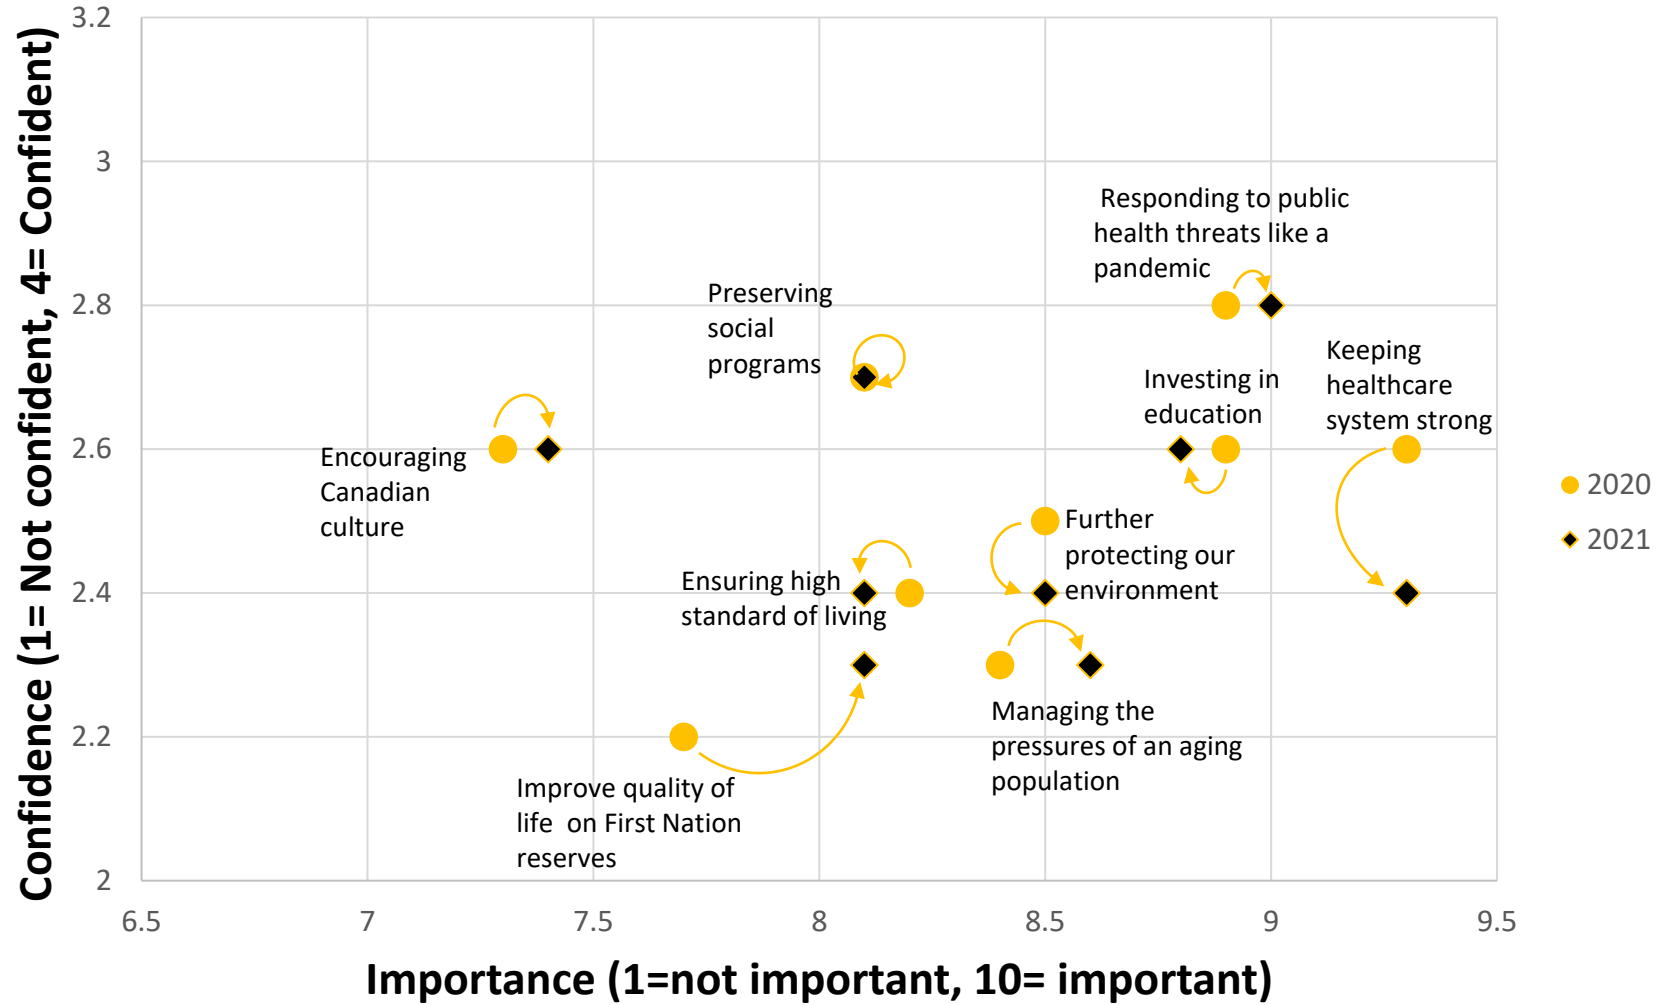 Confidence (1= Not confident, 4= Confident)
3.2
3
2.8
2.6
2.4
2.2
2
Responding to public
health threats like a
pandemic
Preserving
social
programs
Keeping
healthcare
system strong
Investing in
education
Encouraging
Canadian
culture
Further
protecting our
environment
Ensuring high
standard of living
Managing the
pressures of an aging
population
Improve quality of
life  on First Nation
reserves
2020
2021
6.5
7
7.5
8
8.5
9
9.5
Importance (1=not important, 10= important)